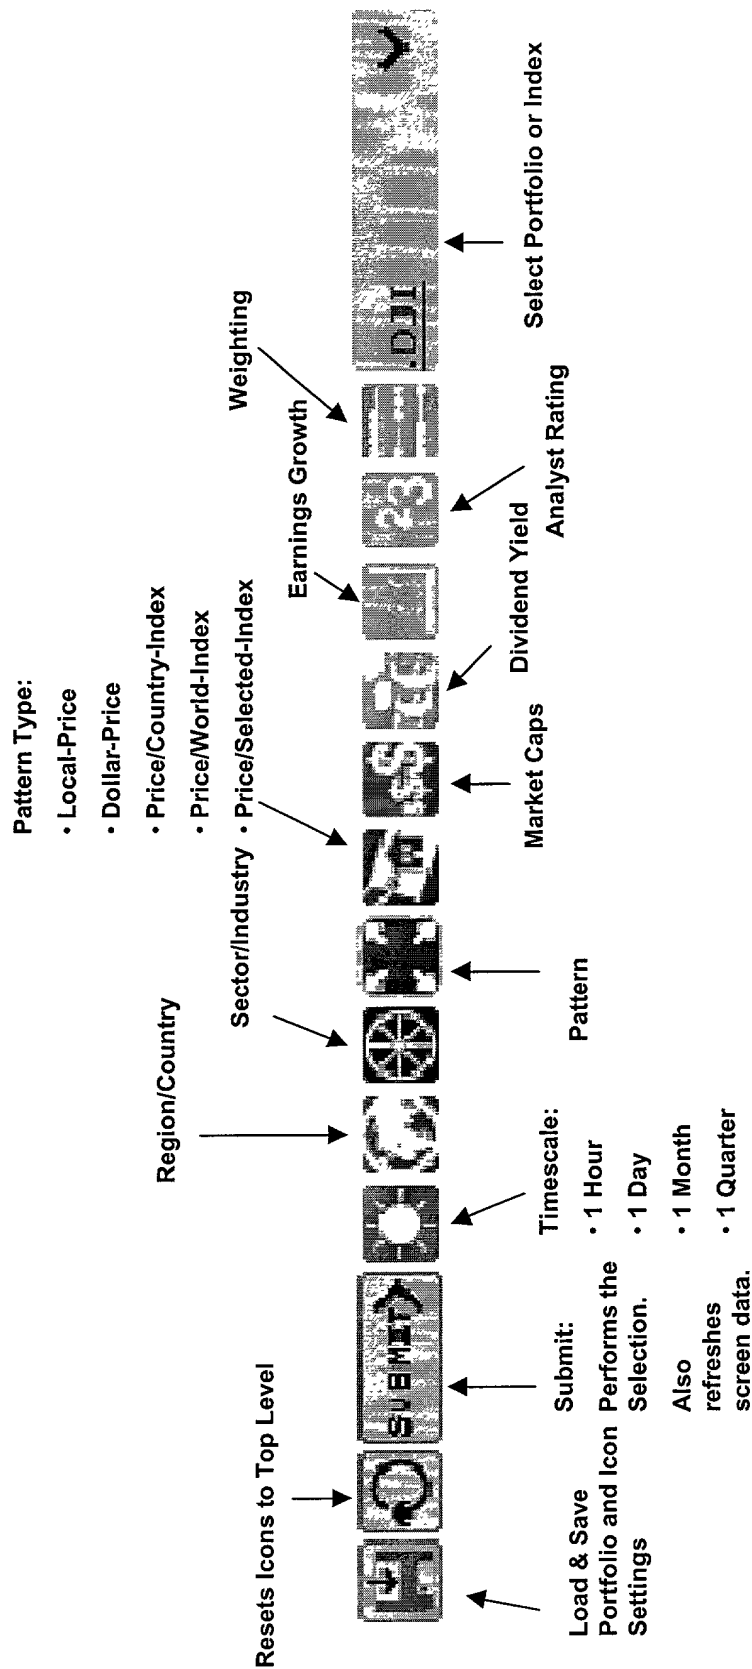 Pattern Type:
• Local-Price
• Dollar-Price
• Price/Country-Index
• Price/World-Index
• Price/Selected-Index
Resets Icons to Top Level
Region/Country
Sector/Industry
Earnings Growth
Weighting
SUBMIT
23
.DJI
Load & Save
Portfolio and Icon
Settings
Submit:
Performs the
Selection.
Also
refreshes
screen data.
Timescale:
• 1 Hour
• 1 Day
• 1 Month
• 1 Quarter
Pattern
Market Caps
Dividend Yield
Analyst Rating
Select Portfolio or Index